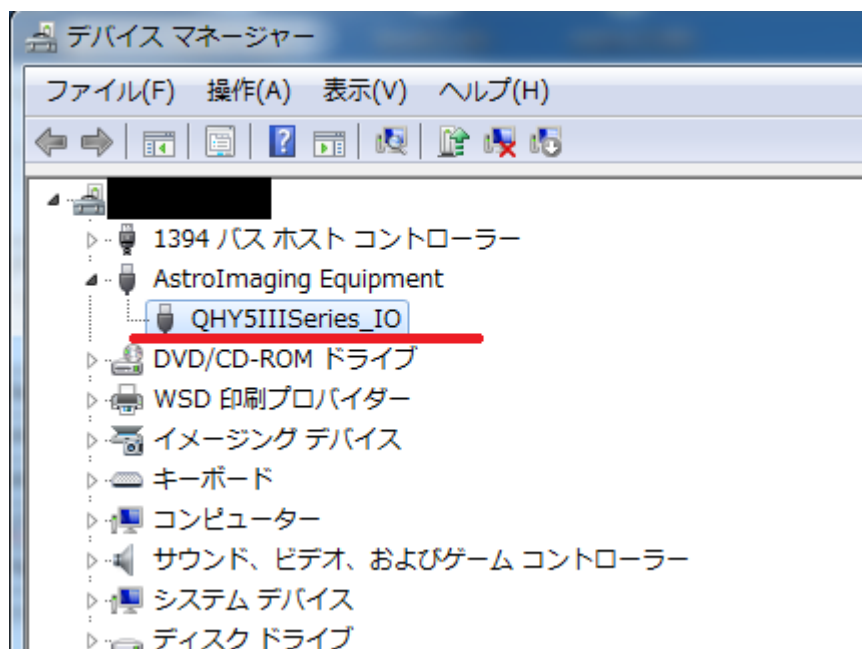 デバイス マネージャー
ファイル(F) 操作(A) 表示(V) ヘルプ(H)
1394 バス ホスト コントローラー
AstroImaging Equipment
QHY5IIISeries_IO
DVD/CD-ROM ドライブ
WSD 印刷プロバイダー
イメージング デバイス
キーボード
コンピューター
サウンド、ビデオ、およびゲーム コントローラー
システム デバイス
ディスク ドライブ